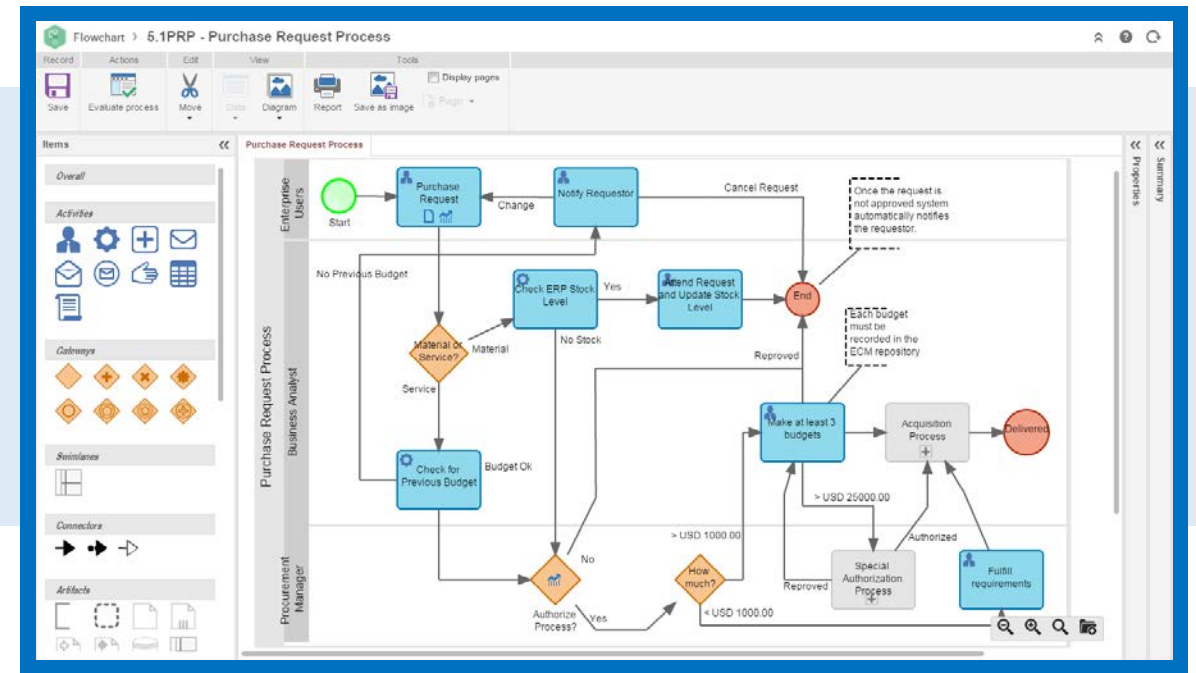 Flowchart > 5.1PRP - Purchase Request Process
Record Actions Edit View Tools
Save
Evaluate process
Move
Data
Diagram
Report
Save as image
Display pages
Page
Items
Purchase Request Process
Properties
Summary
Overall
Activities
Gateways
Swimlanes
Connectors
Artifacts
Purchase Request Process
Enterprise
Users
Start
Purchase
Request
Change
Notify Requestor
Cancel Request
Once the request is
not approved system
automatically notifies
the requestor.
Business Analyst
No Previous Budget
Material or
Service?
Material
Service
Check ERP Stock
Level
Yes
No Stock
Attend Request
and Update Stock
Level
End
Each budget
must be
recorded in the
ECM repository
Reproved
Check for
Previous Budget
Budget Ok
Make at least 3
budgets
Acquisition
Process
Delivered
> USD 25000.00
Procurement
Manager
> USD 1000.00
No
Authorize
Process?
Yes
How
much?
< USD 1000.00
Reproved
Special
Authorization
Process
Authorized
Fulfill
requirements